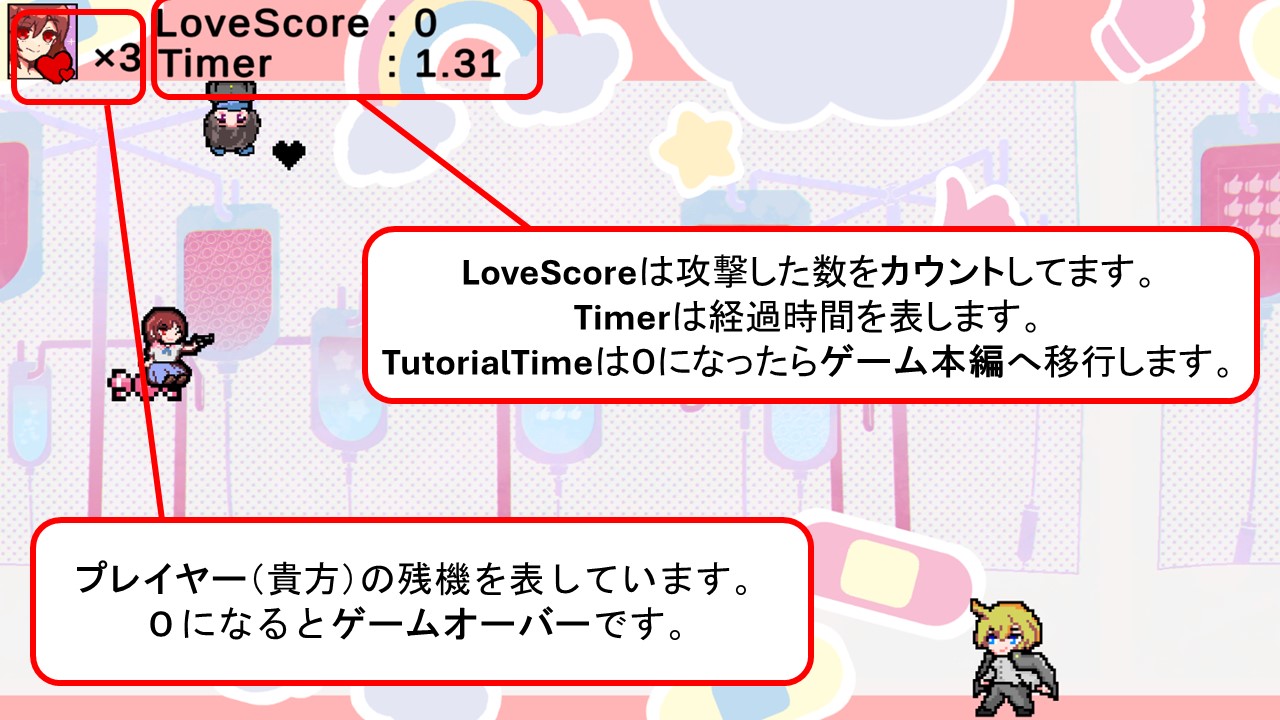 ×3
LoveScore : 0
Timer : 1.31
LoveScoreは攻撃した数をカウントしてます。
Timerは経過時間を表します。
TutorialTimeは0になったらゲーム本編へ移行します。
プレイヤー(貴方)の残機を表しています。
0になるとゲームオーバーです。